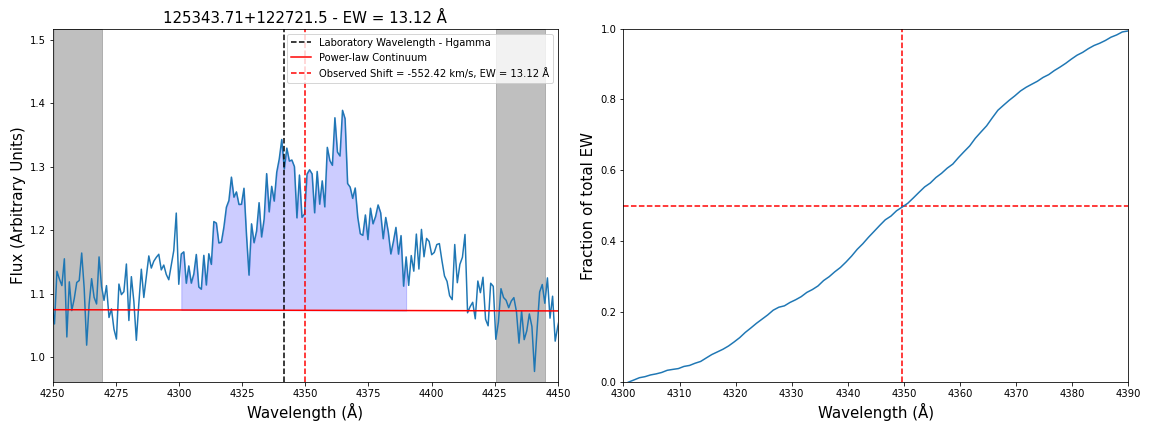 125343.71+122721.5 - EW = 13.12 Å
Laboratory Wavelength - Hgamma
Power-law Continuum
Observed Shift = -552.42 km/s, EW = 13.12 Å
Flux (Arbitrary Units)
1.5
1.4
1.3
1.2
1.1
1.0
4250 4275 4300 4325 4350 4375 4400 4425 4450
Wavelength (Å)
Fraction of total EW
1.0
0.8
0.6
0.4
0.2
0.0
4300 4310 4320 4330 4340 4350 4360 4370 4380 4390
Wavelength (Å)